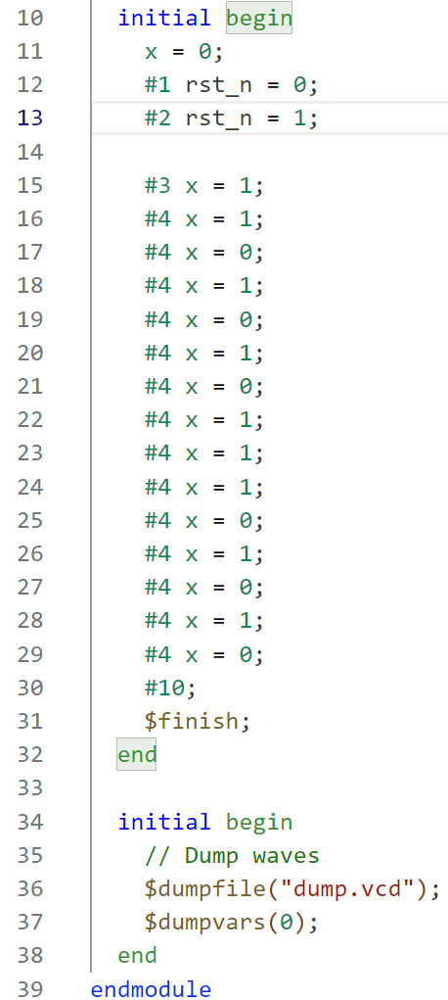 10 initial begin
11 x = 0;
12 #1 rst_n = 0;
13 #2 rst_n = 1;
14
15 #3 x = 1;
16 #4 x = 1;
17 #4 x = 0;
18 #4 x = 1;
19 #4 x = 0;
20 #4 x = 1;
21 #4 x = 0;
22 #4 x = 1;
23 #4 x = 1;
24 #4 x = 1;
25 #4 x = 0;
26 #4 x = 1;
27 #4 x = 0;
28 #4 x = 1;
29 #4 x = 0;
30 #10;
31 $finish;
32 end
33
34 initial begin
35 // Dump waves
36 $dumpfile("dump.vcd");
37 $dumpvars(0);
38 end
39 endmodule